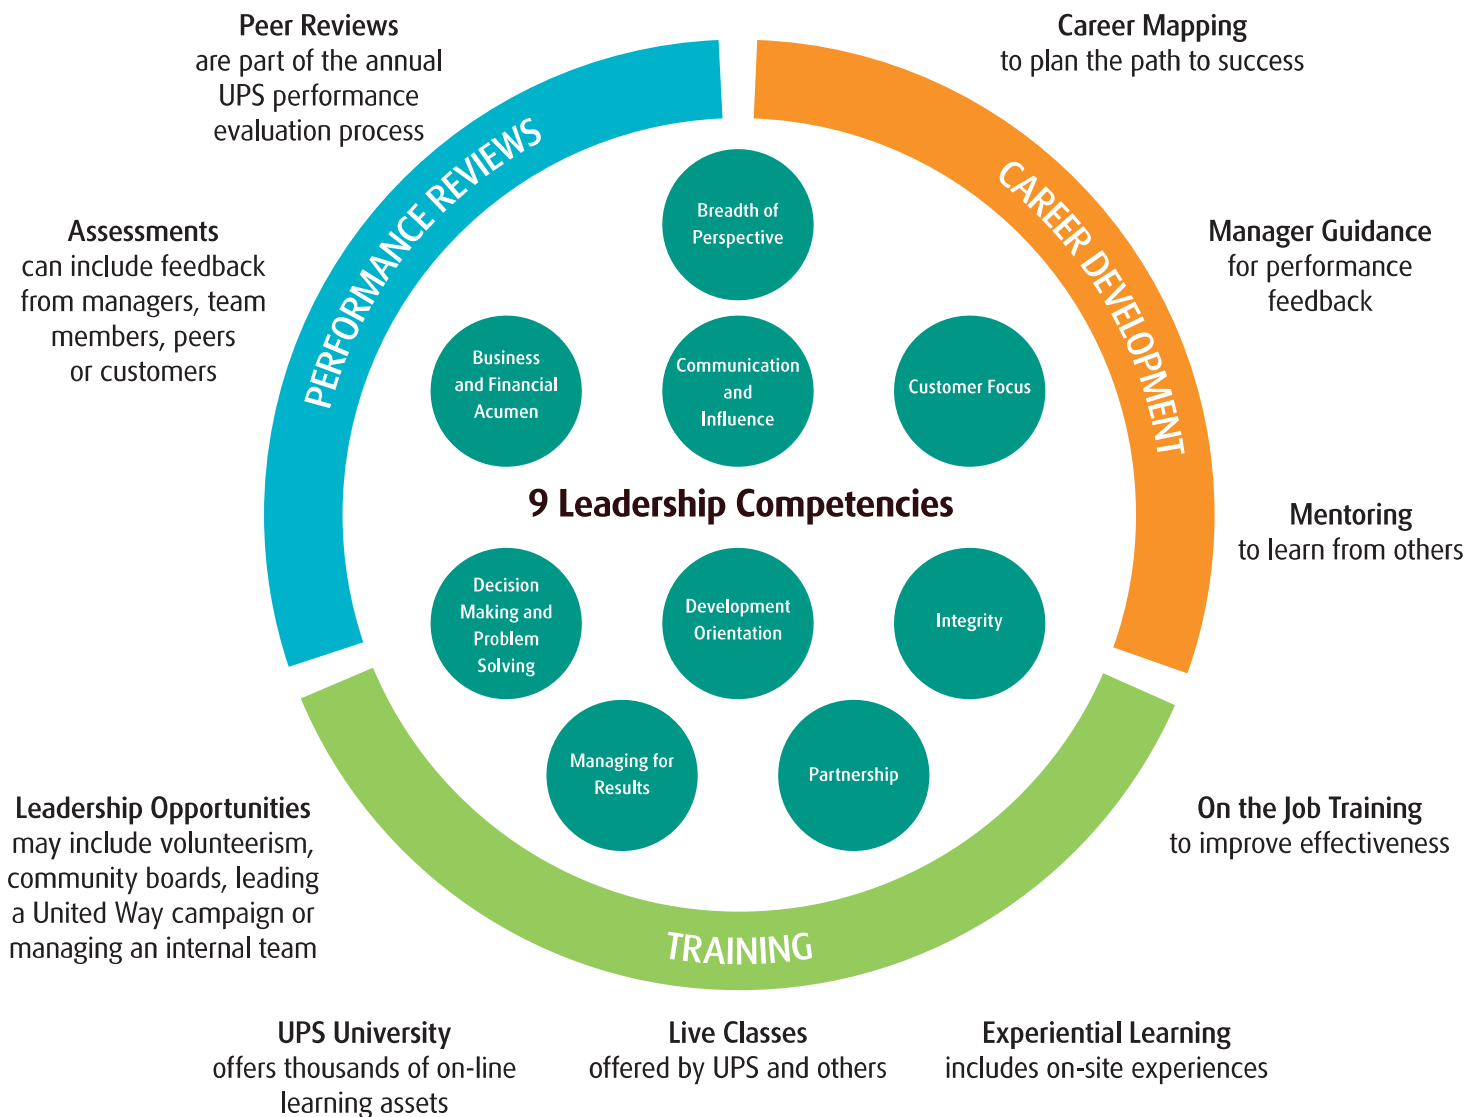 Peer Reviews
are part of the annual
UPS performance
evaluation process
Career Mapping
to plan the path to success
PERFORMANCE REVIEWS
CAREER DEVELOPMENT
Assessments
can include feedback
from managers, team
members, peers
or customers
Manager Guidance
for performance
feedback
Breadth of
Perspective
Business
and Financial
Acumen
Communication
and
Influence
Customer Focus
9 Leadership Competencies
Mentoring
to learn from others
Decision
Making and
Problem
Solving
Development
Orientation
Integrity
Managing for
Results
Partnership
Leadership Opportunities
may include volunteerism,
community boards, leading
a United Way campaign or
managing an internal team
On the Job Training
to improve effectiveness
TRAINING
UPS University
offers thousands of on-line
learning assets
Live Classes
offered by UPS and others
Experiential Learning
includes on-site experiences